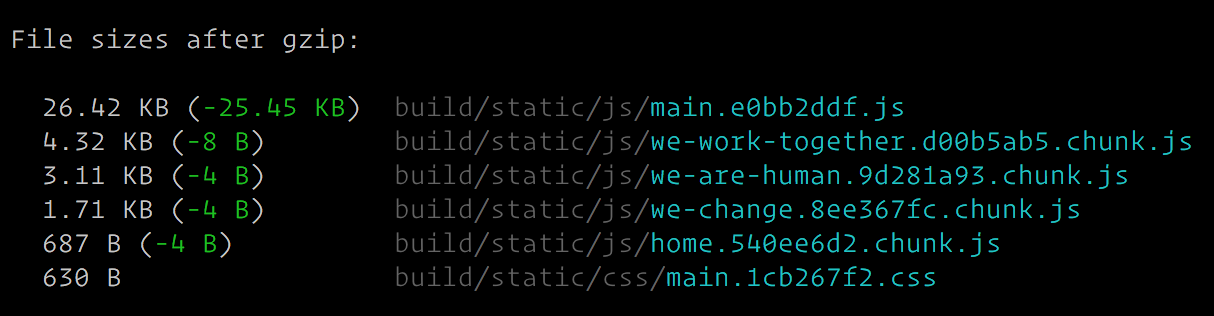 File sizes after gzip:
26.42 KB (-25.45 KB) build/static/js/main.e0bb2ddf.js
4.32 KB (-8 B) build/static/js/we-work-together.d00b5ab5.chunk.js
3.11 KB (-4 B) build/static/js/we-are-human.9d281a93.chunk.js
1.71 KB (-4 B) build/static/js/we-change.8ee367fc.chunk.js
687 B (-4 B) build/static/js/home.540ee6d2.chunk.js
630 B build/static/css/main.1cb267f2.css